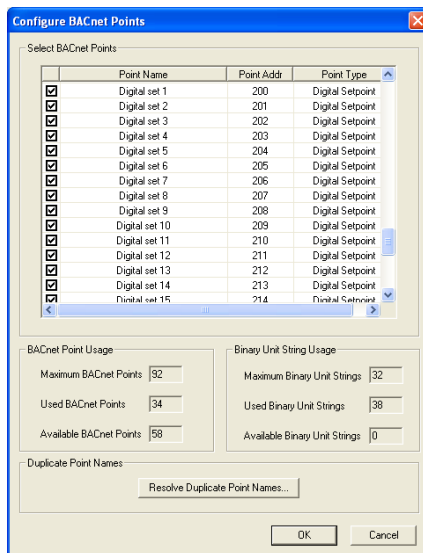 Configure BACnet Points
Select BACnet Points
Point Name Point Addr Point Type
Digital set 1 200 Digital Setpoint
Digital set 2 201 Digital Setpoint
Digital set 3 202 Digital Setpoint
Digital set 4 203 Digital Setpoint
Digital set 5 204 Digital Setpoint
Digital set 6 205 Digital Setpoint
Digital set 7 206 Digital Setpoint
Digital set 8 207 Digital Setpoint
Digital set 9 208 Digital Setpoint
Digital set 10 209 Digital Setpoint
Digital set 11 210 Digital Setpoint
Digital set 12 211 Digital Setpoint
Digital set 13 212 Digital Setpoint
Digital set 14 213 Digital Setpoint
Digital set 15 214 Digital Setpoint
BACnet Point Usage
Maximum BACnet Points 92
Used BACnet Points 34
Available BACnet Points 58
Binary Unit String Usage
Maximum Binary Unit Strings 32
Used Binary Unit Strings 38
Available Binary Unit Strings 0
Duplicate Point Names
Resolve Duplicate Point Names...
OK Cancel